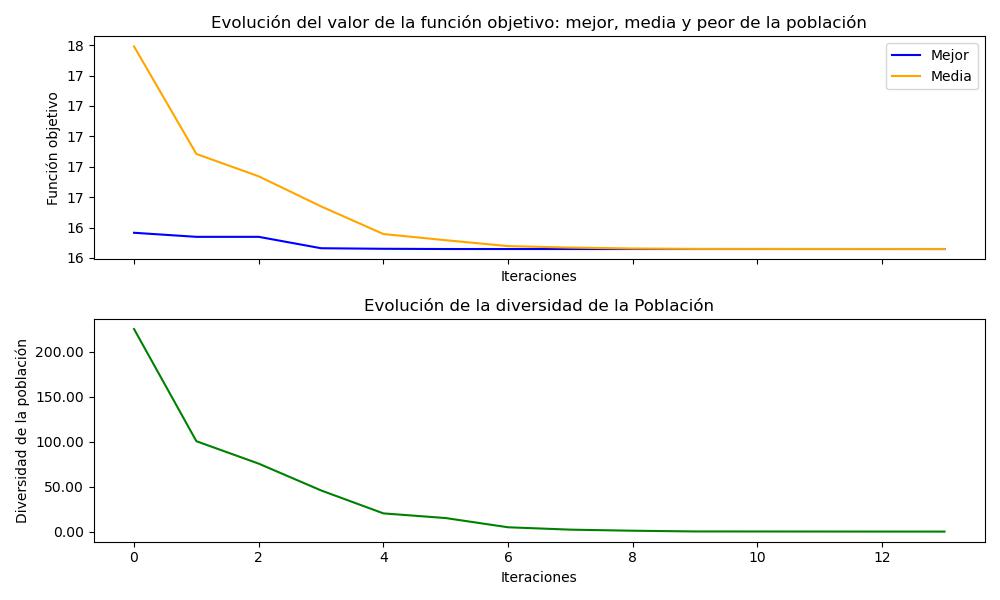 Evolución del valor de la función objetivo: mejor, media y peor de la población
Función objetivo
18
17
17
17
17
17
16
16
Mejor
Media
Iteraciones
Evolución de la diversidad de la Población
Diversidad de la población
200.00
150.00
100.00
50.00
0.00
0 2 4 6 8 10 12
Iteraciones